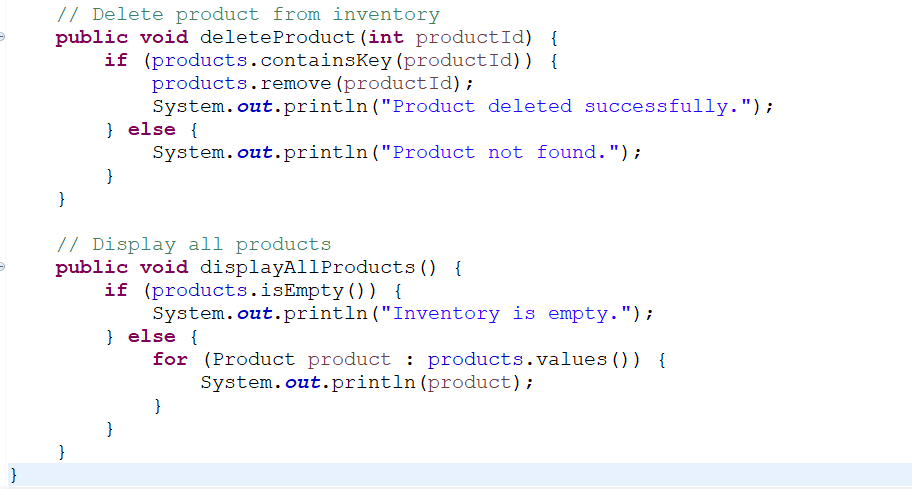 // Delete product from inventory
    public void deleteProduct(int productId) {
        if (products.containsKey(productId)) {
            products.remove(productId);
            System.out.println("Product deleted successfully.");
        } else {
            System.out.println("Product not found.");
        }
    }

    // Display all products
    public void displayAllProducts() {
        if (products.isEmpty()) {
            System.out.println("Inventory is empty.");
        } else {
            for (Product product : products.values()) {
                System.out.println(product);
            }
        }
    }
}